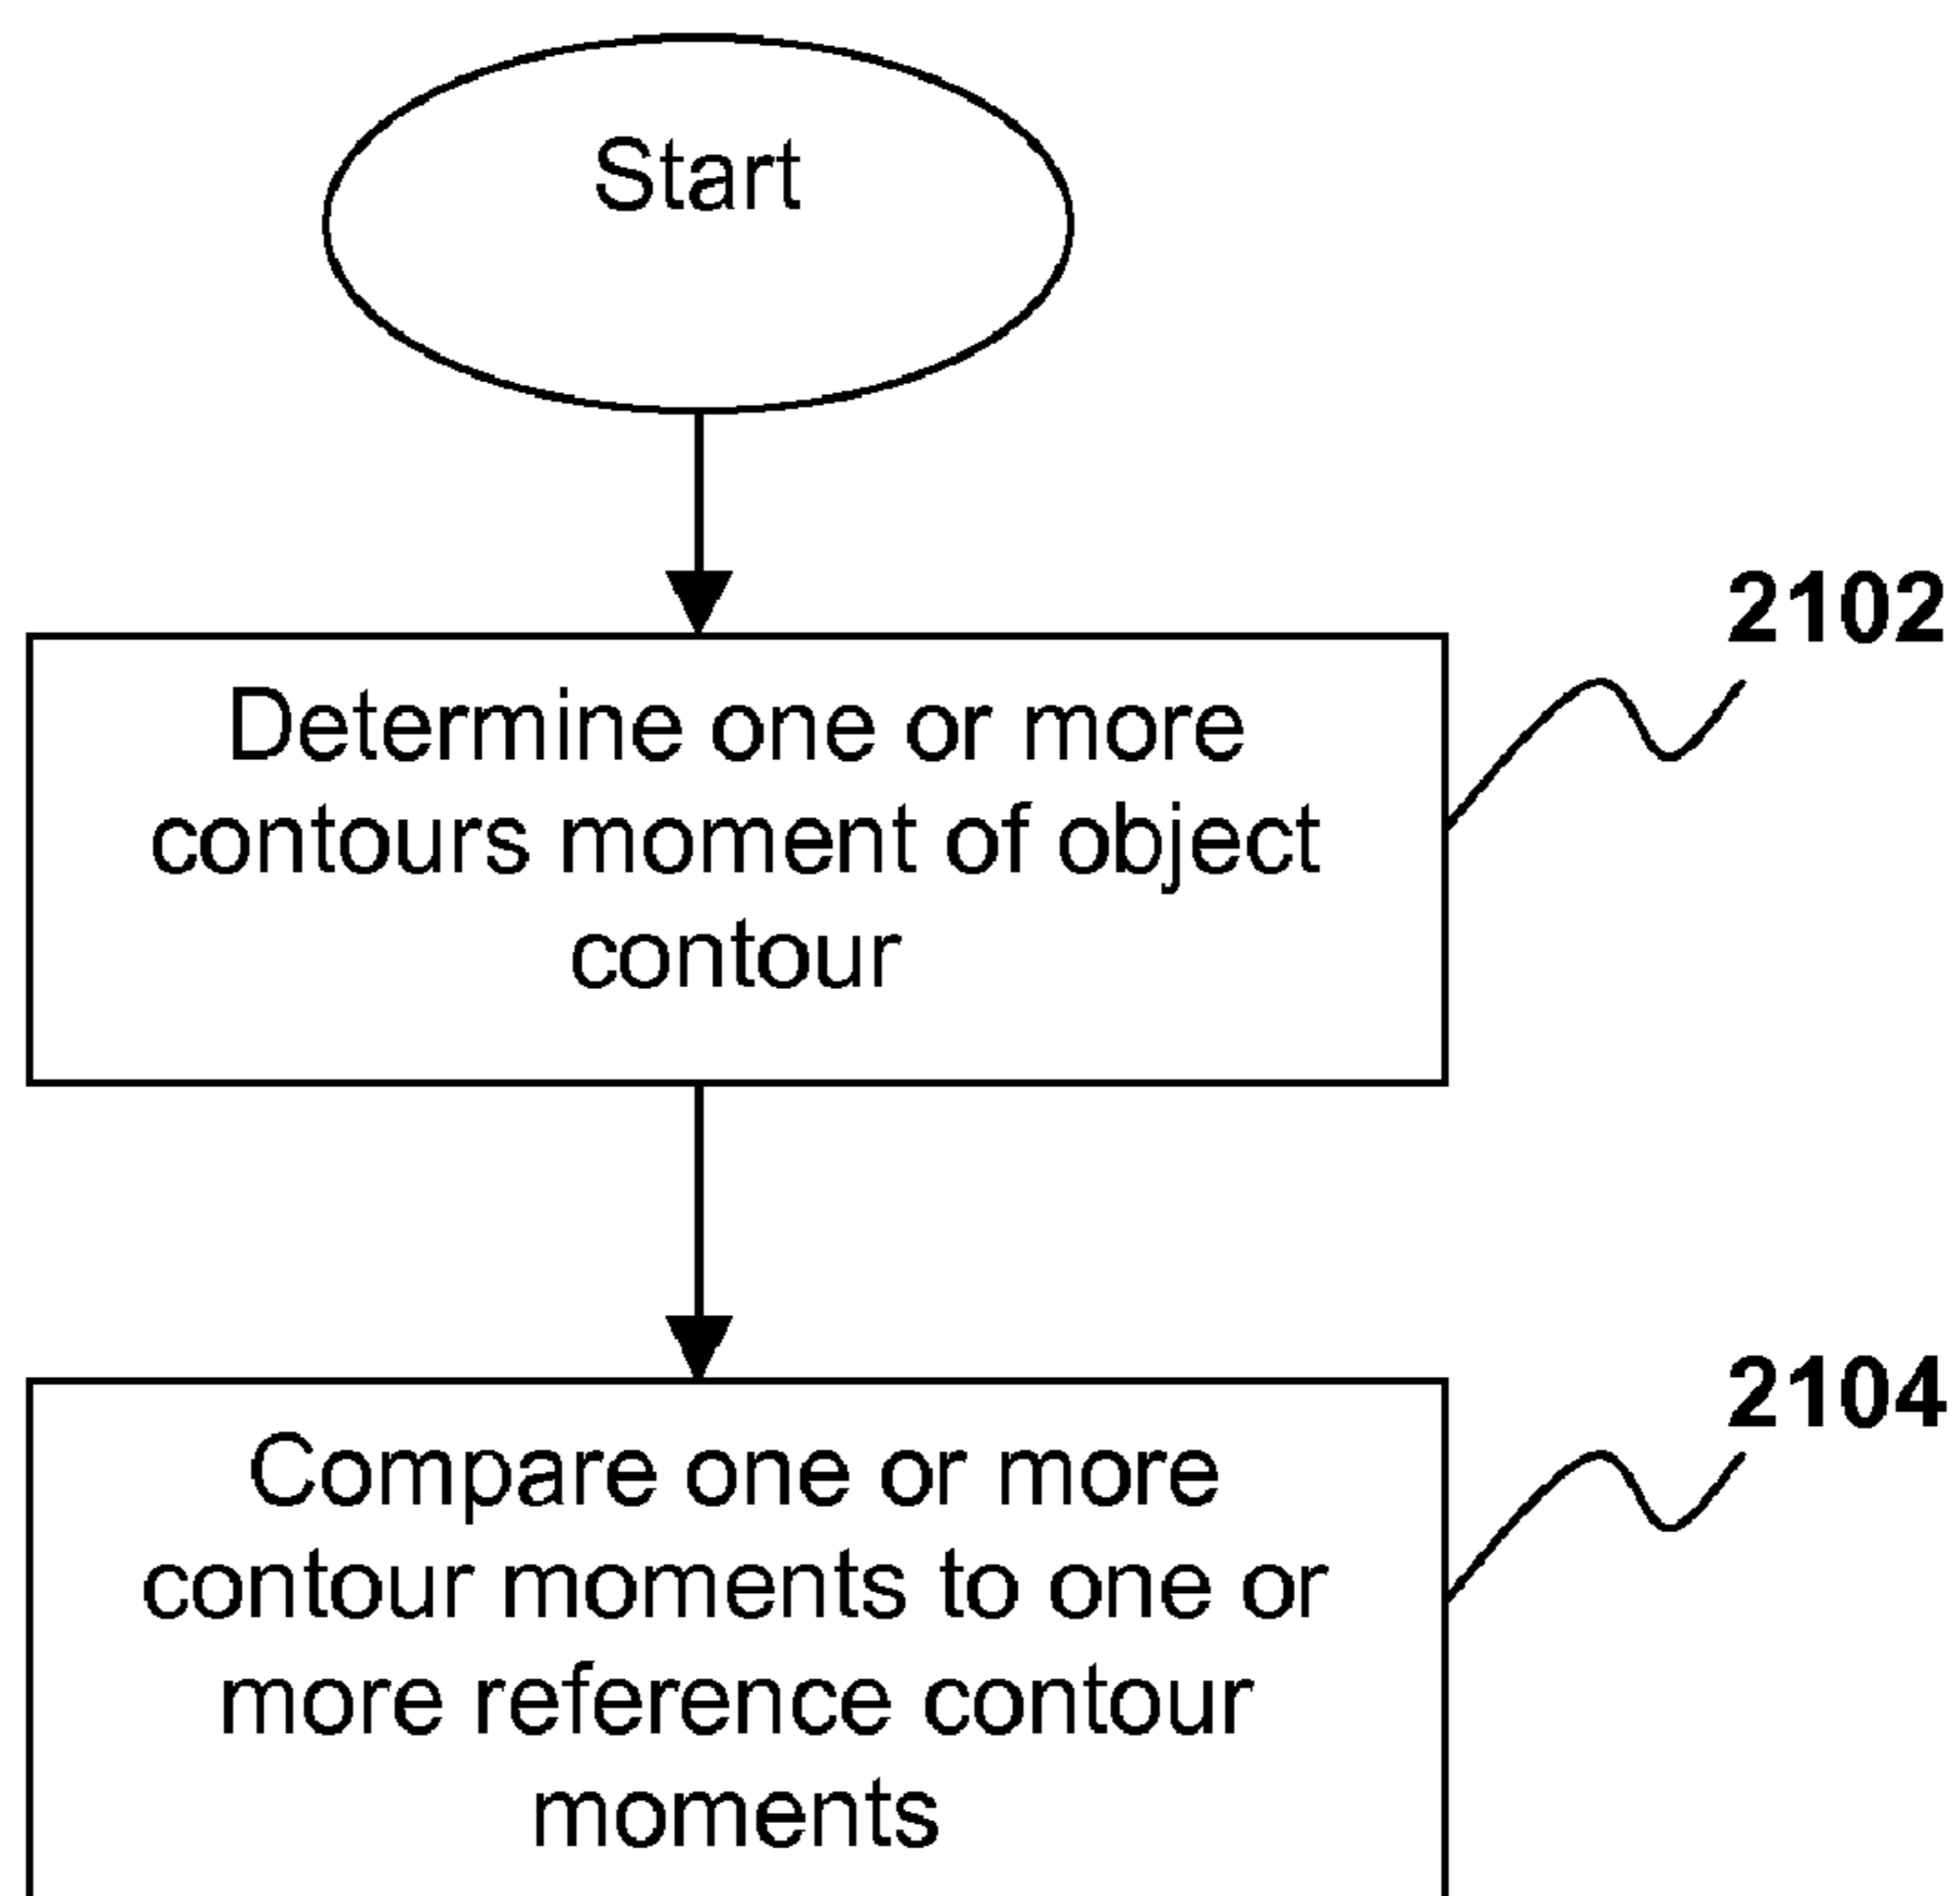 Start
2102
Determine one or more
contours moment of object
contour
2104
Compare one or more
contour moments to one or
more reference contour
moments